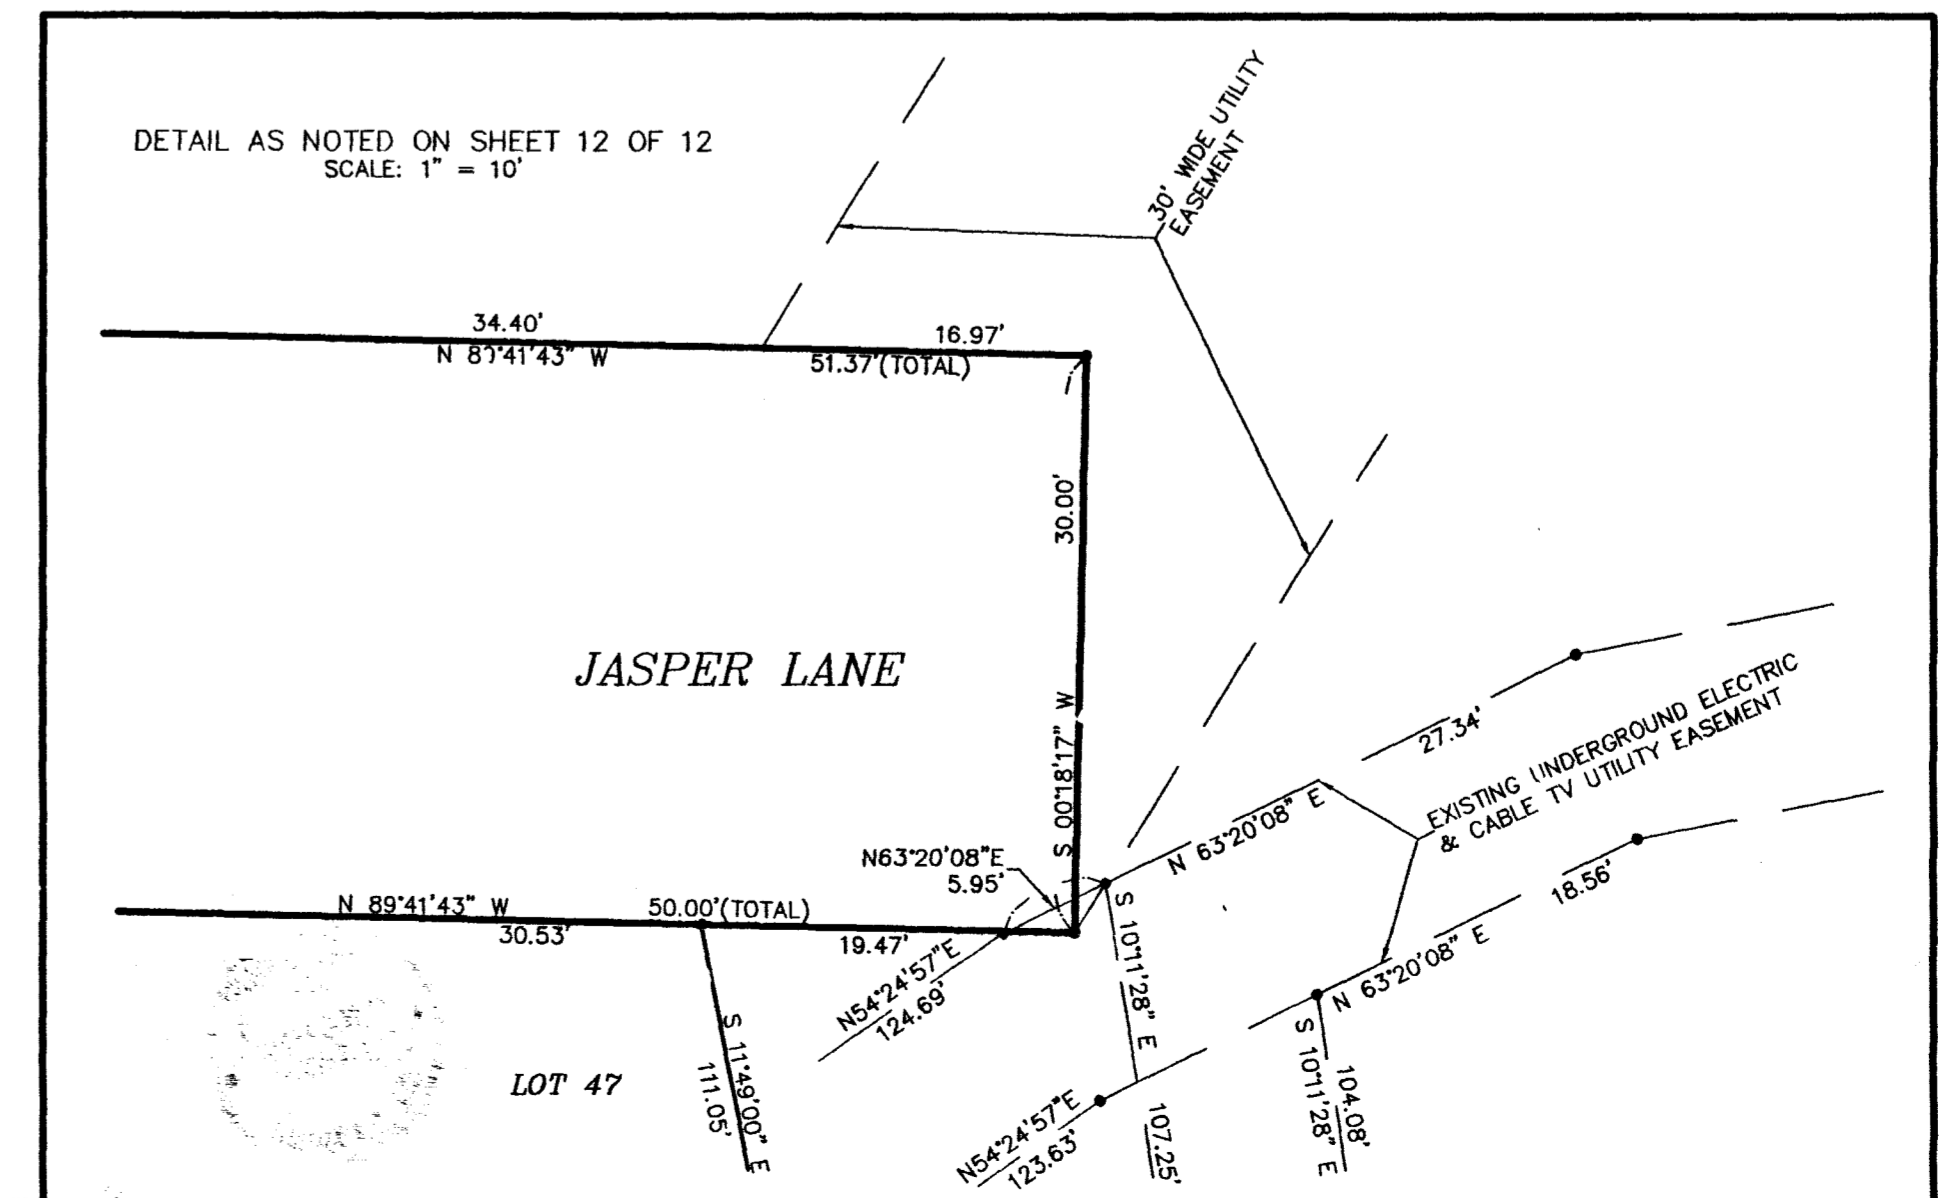 DETAIL AS NOTED ON SHEET 12 OF 12
SCALE: 1" = 10'
30' WIDE UTILITY
EASEMENT
34.40'
16.97'
N 89°41'43" W
51.37'(TOTAL)
30.00'
S 00°18'17" W
JASPER LANE
27.34'
EXISTING UNDERGROUND ELECTRIC
& CABLE TV UTILITY EASEMENT
N 63°20'08" E
N63°20'08"E
5.95'
18.56'
N 89°41'43" W
50.00'(TOTAL)
30.53'
19.47'
N54°24'57"E
124.69'
S 10°11'28" E
107.25'
N 63°20'08" E
S 10°11'28" E
104.08'
S 11°49'00" E
111.05'
LOT 47
N54°24'57"E
123.63'